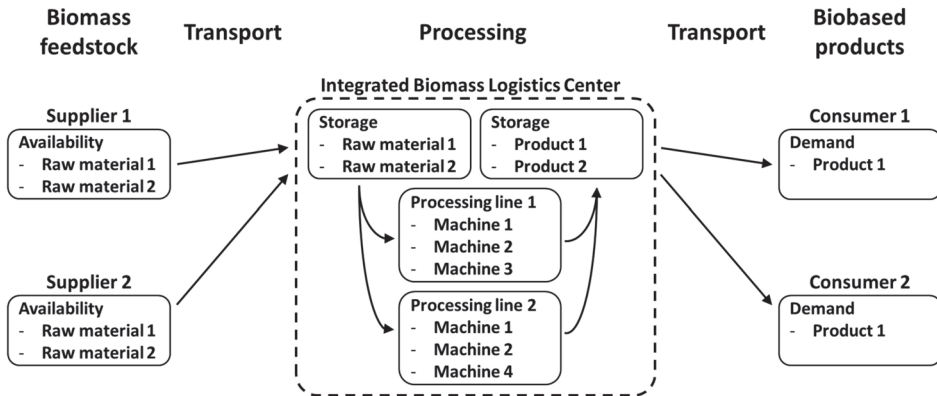 Biomass
feedstock
Transport
Processing
Transport
Biobased
products
Integrated Biomass Logistics Center
Supplier 1
Availability
- Raw material 1
- Raw material 2
Supplier 2
Availability
- Raw material 1
- Raw material 2
Storage
- Raw material 1
- Raw material 2
Storage
- Product 1
- Product 2
Processing line 1
- Machine 1
- Machine 2
- Machine 3
Processing line 2
- Machine 1
- Machine 2
- Machine 4
Consumer 1
Demand
- Product 1
Consumer 2
Demand
- Product 1